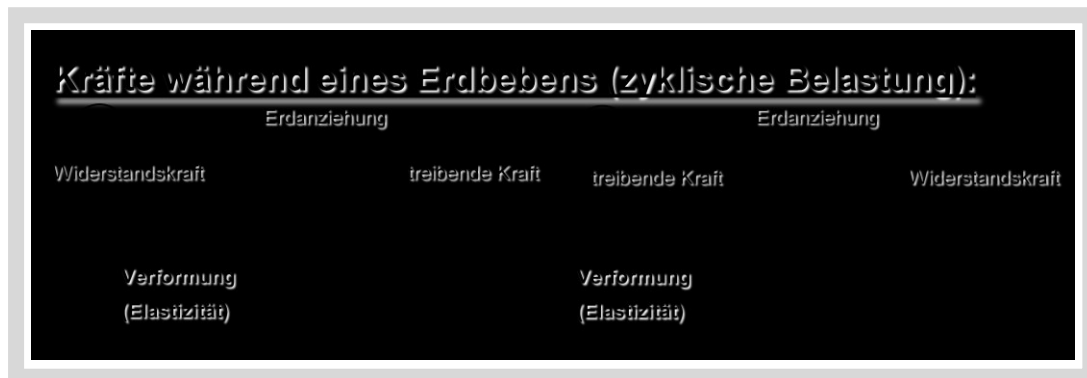 Kräfte während eines Erdbebens (zyklische Belastung):
Erdanziehung Erdanziehung
Widerstandskraft treibende Kraft treibende Kraft Widerstandskraft
Verformung Verformung
(Elastizität) (Elastizität)